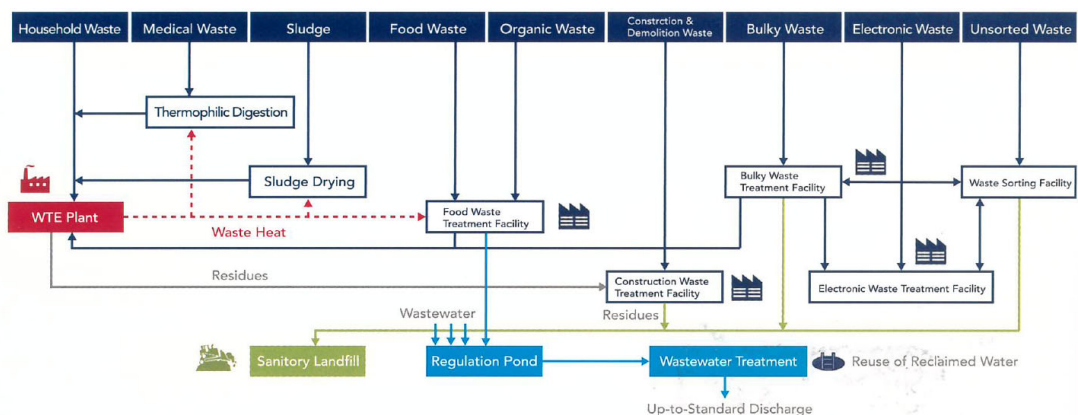 Household Waste
Medical Waste
Sludge
Food Waste
Organic Waste
Constrction &
Demolition Waste
Bulky Waste
Electronic Waste
Unsorted Waste
Thermophilic Digestion
Sludge Drying
Bulky Waste
Treatment Facility
Waste Sorting Facility
WTE Plant
Waste Heat
Food Waste
Treatment Facility
Residues
Construction Waste
Treatment Facility
Electronic Waste Treatment Facility
Wastewater
Residues
Sanitory Landfill
Regulation Pond
Wastewater Treatment
Reuse of Reclaimed Water
Up-to-Standard Discharge